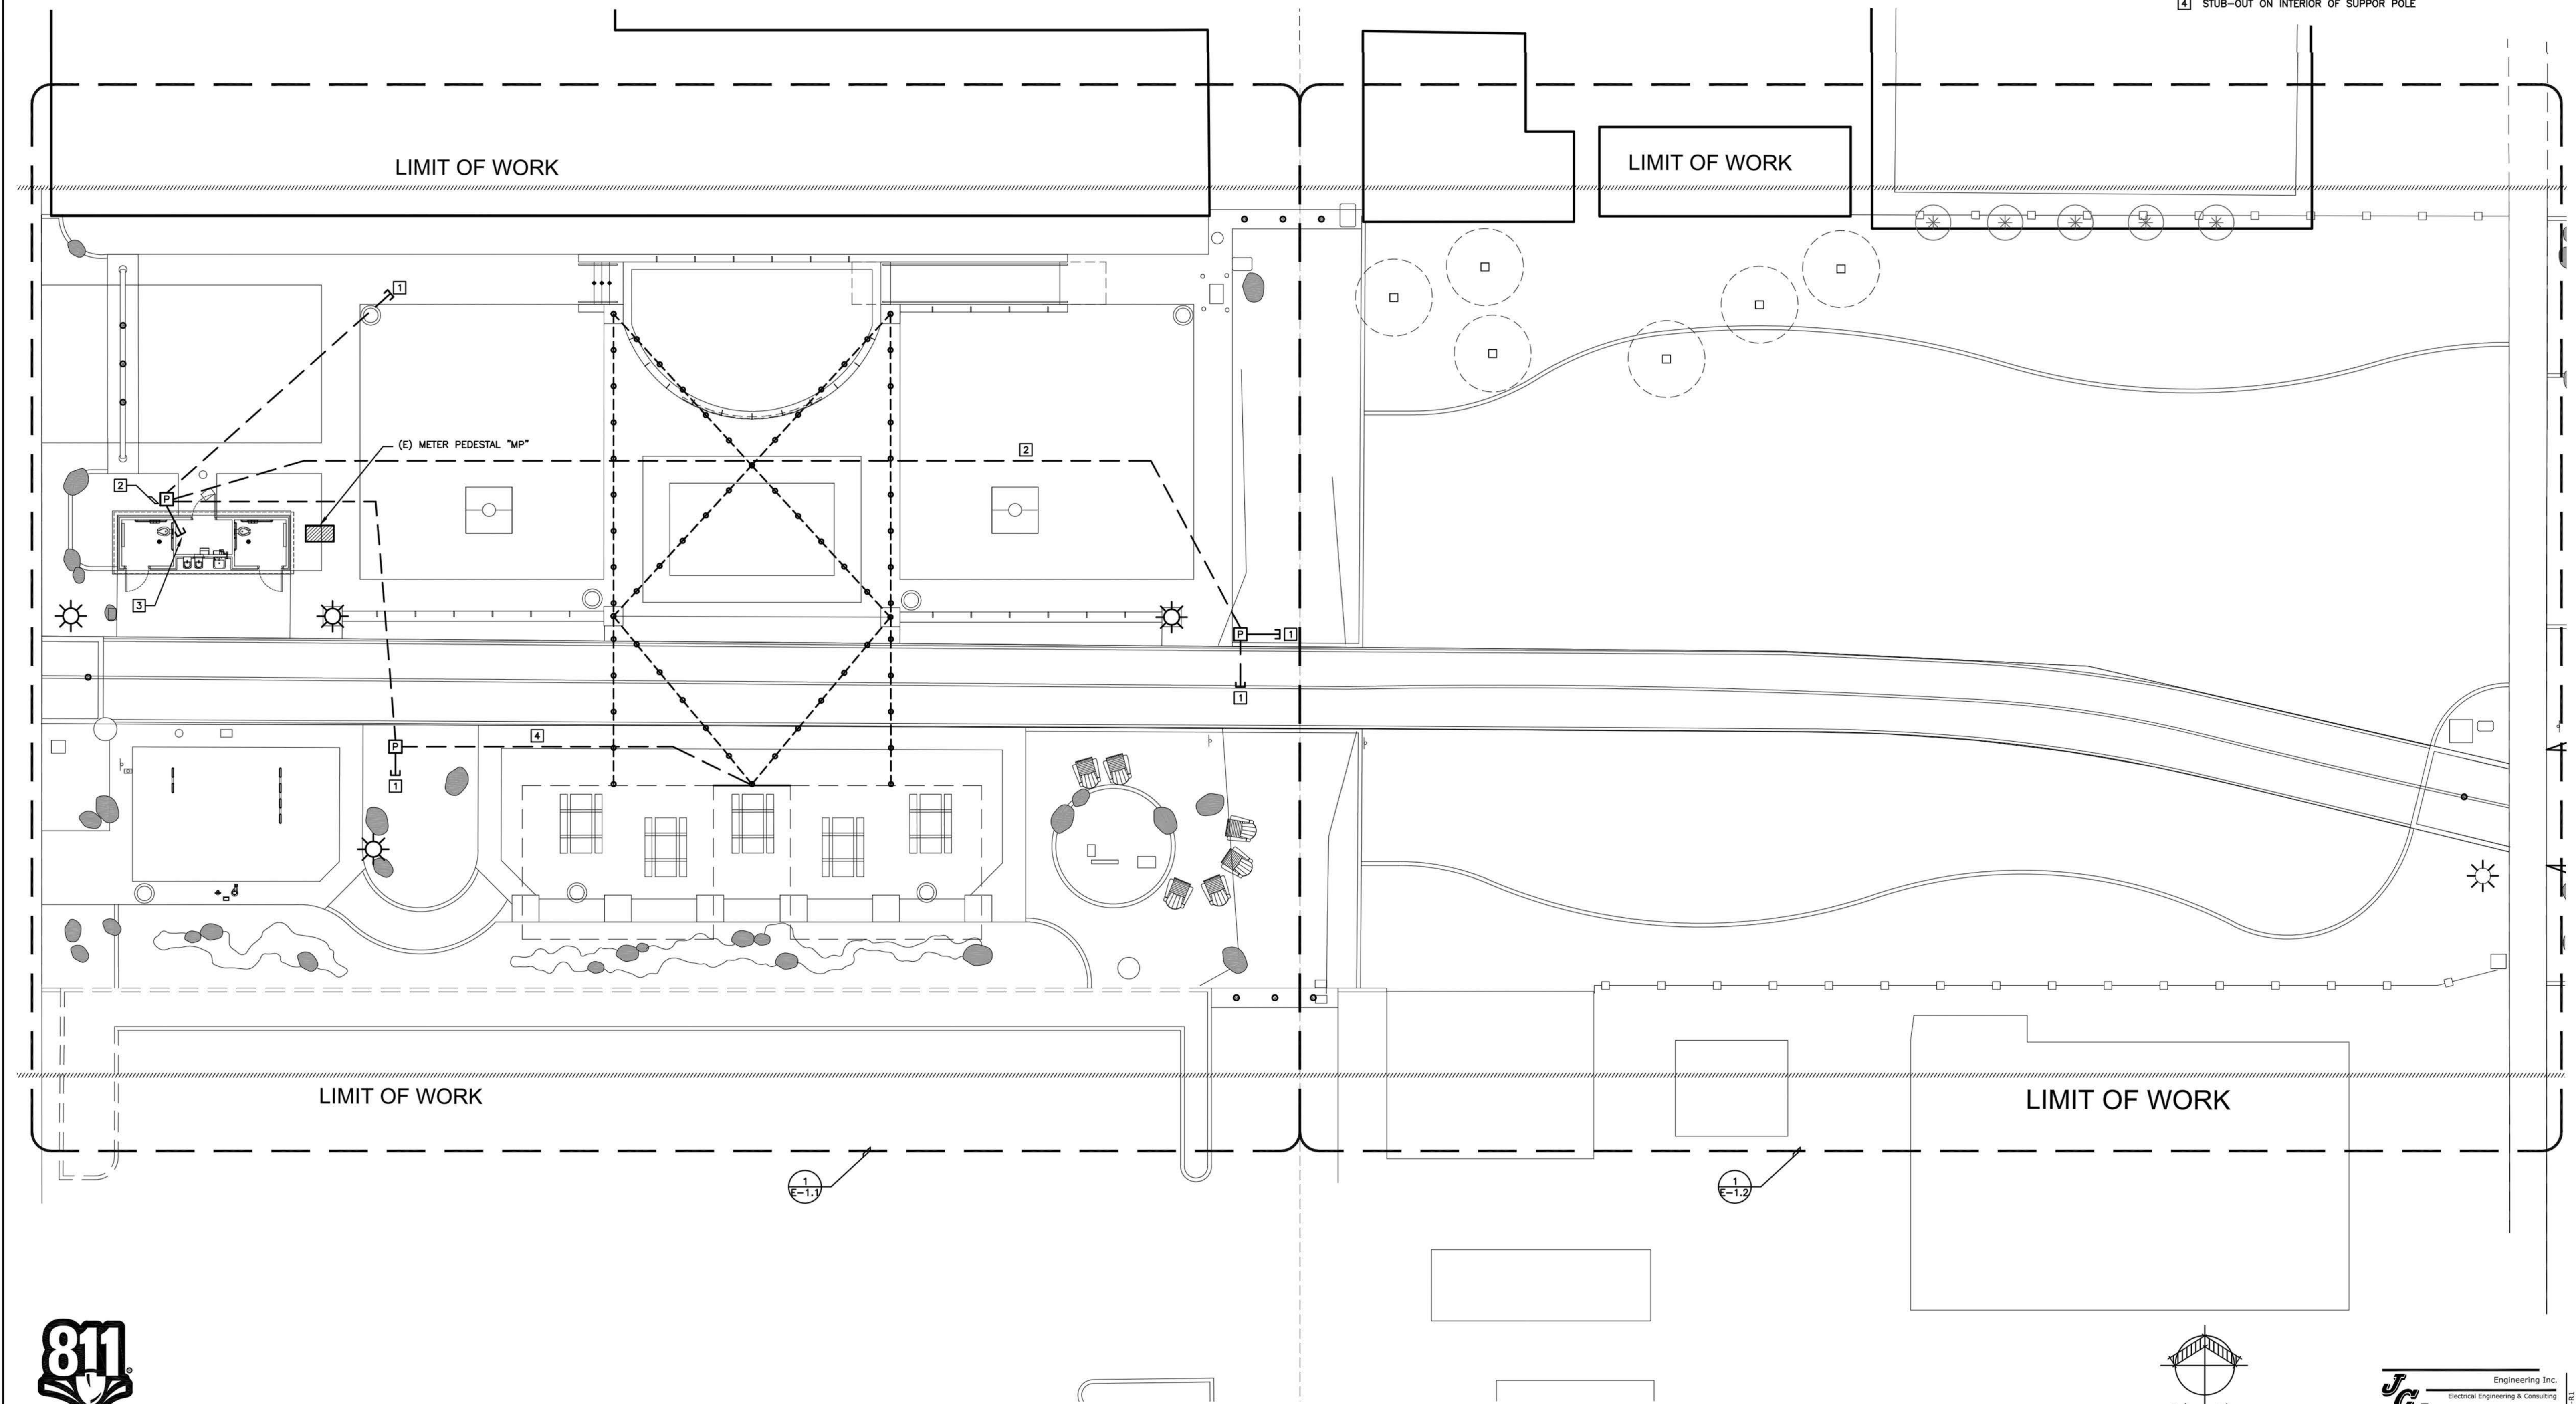 4 STUB-OUT ON INTERIOR OF SUPPOR POLE
LIMIT OF WORK
LIMIT OF WORK
1
(E) METER PEDESTAL "MP"
2
2
P
3
P
1
1
P
4
1
LIMIT OF WORK
LIMIT OF WORK
1
E-1.1
1
E-1.2
811
Engineering Inc.
Electrical Engineering & Consulting